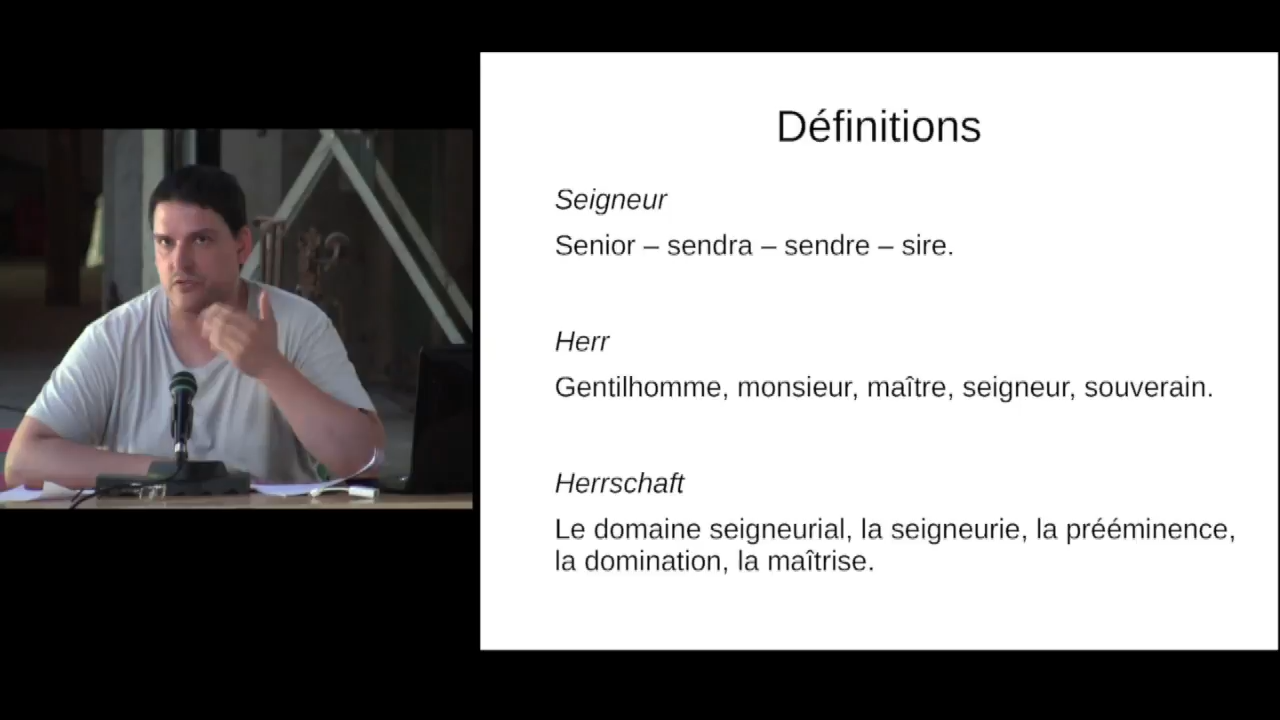 Définitions
Seigneur
Senior – sendra – sendre – sire.
Herr
Gentilhomme, monsieur, maître, seigneur, souverain.
Herrschaft
Le domaine seigneurial, la seigneurie, la prééminence,
la domination, la maîtrise.